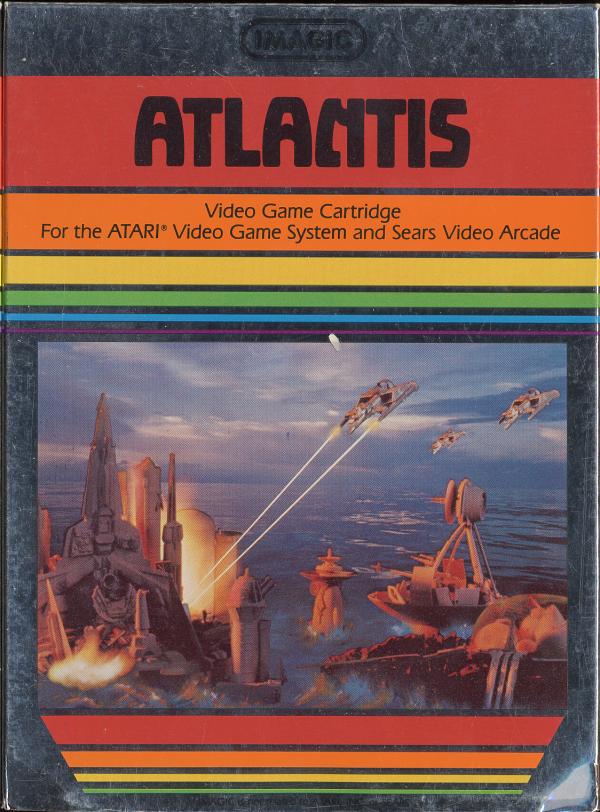 IMAGIC
ATLANTIS
Video Game Cartridge
For the ATARI® Video Game System and Sears Video Arcade